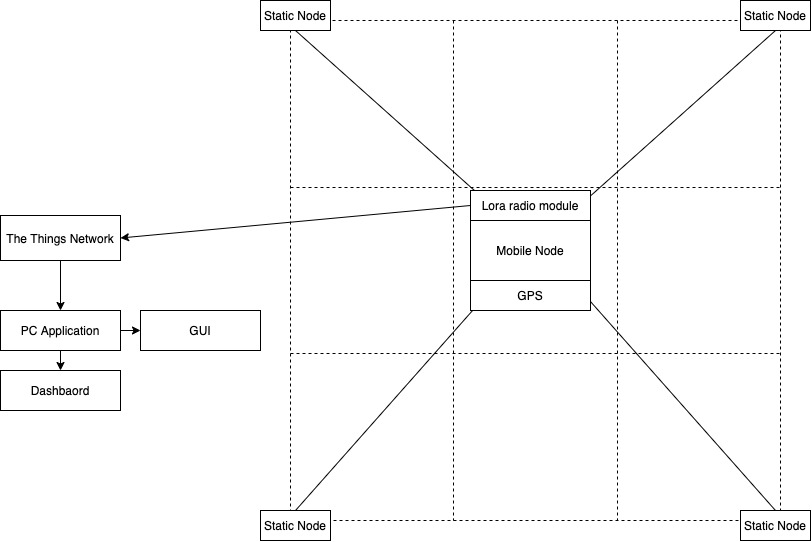 Static Node
Static Node
Lora radio module
The Things Network
Mobile Node
GPS
PC Application
GUI
Dashbaord
Static Node
Static Node